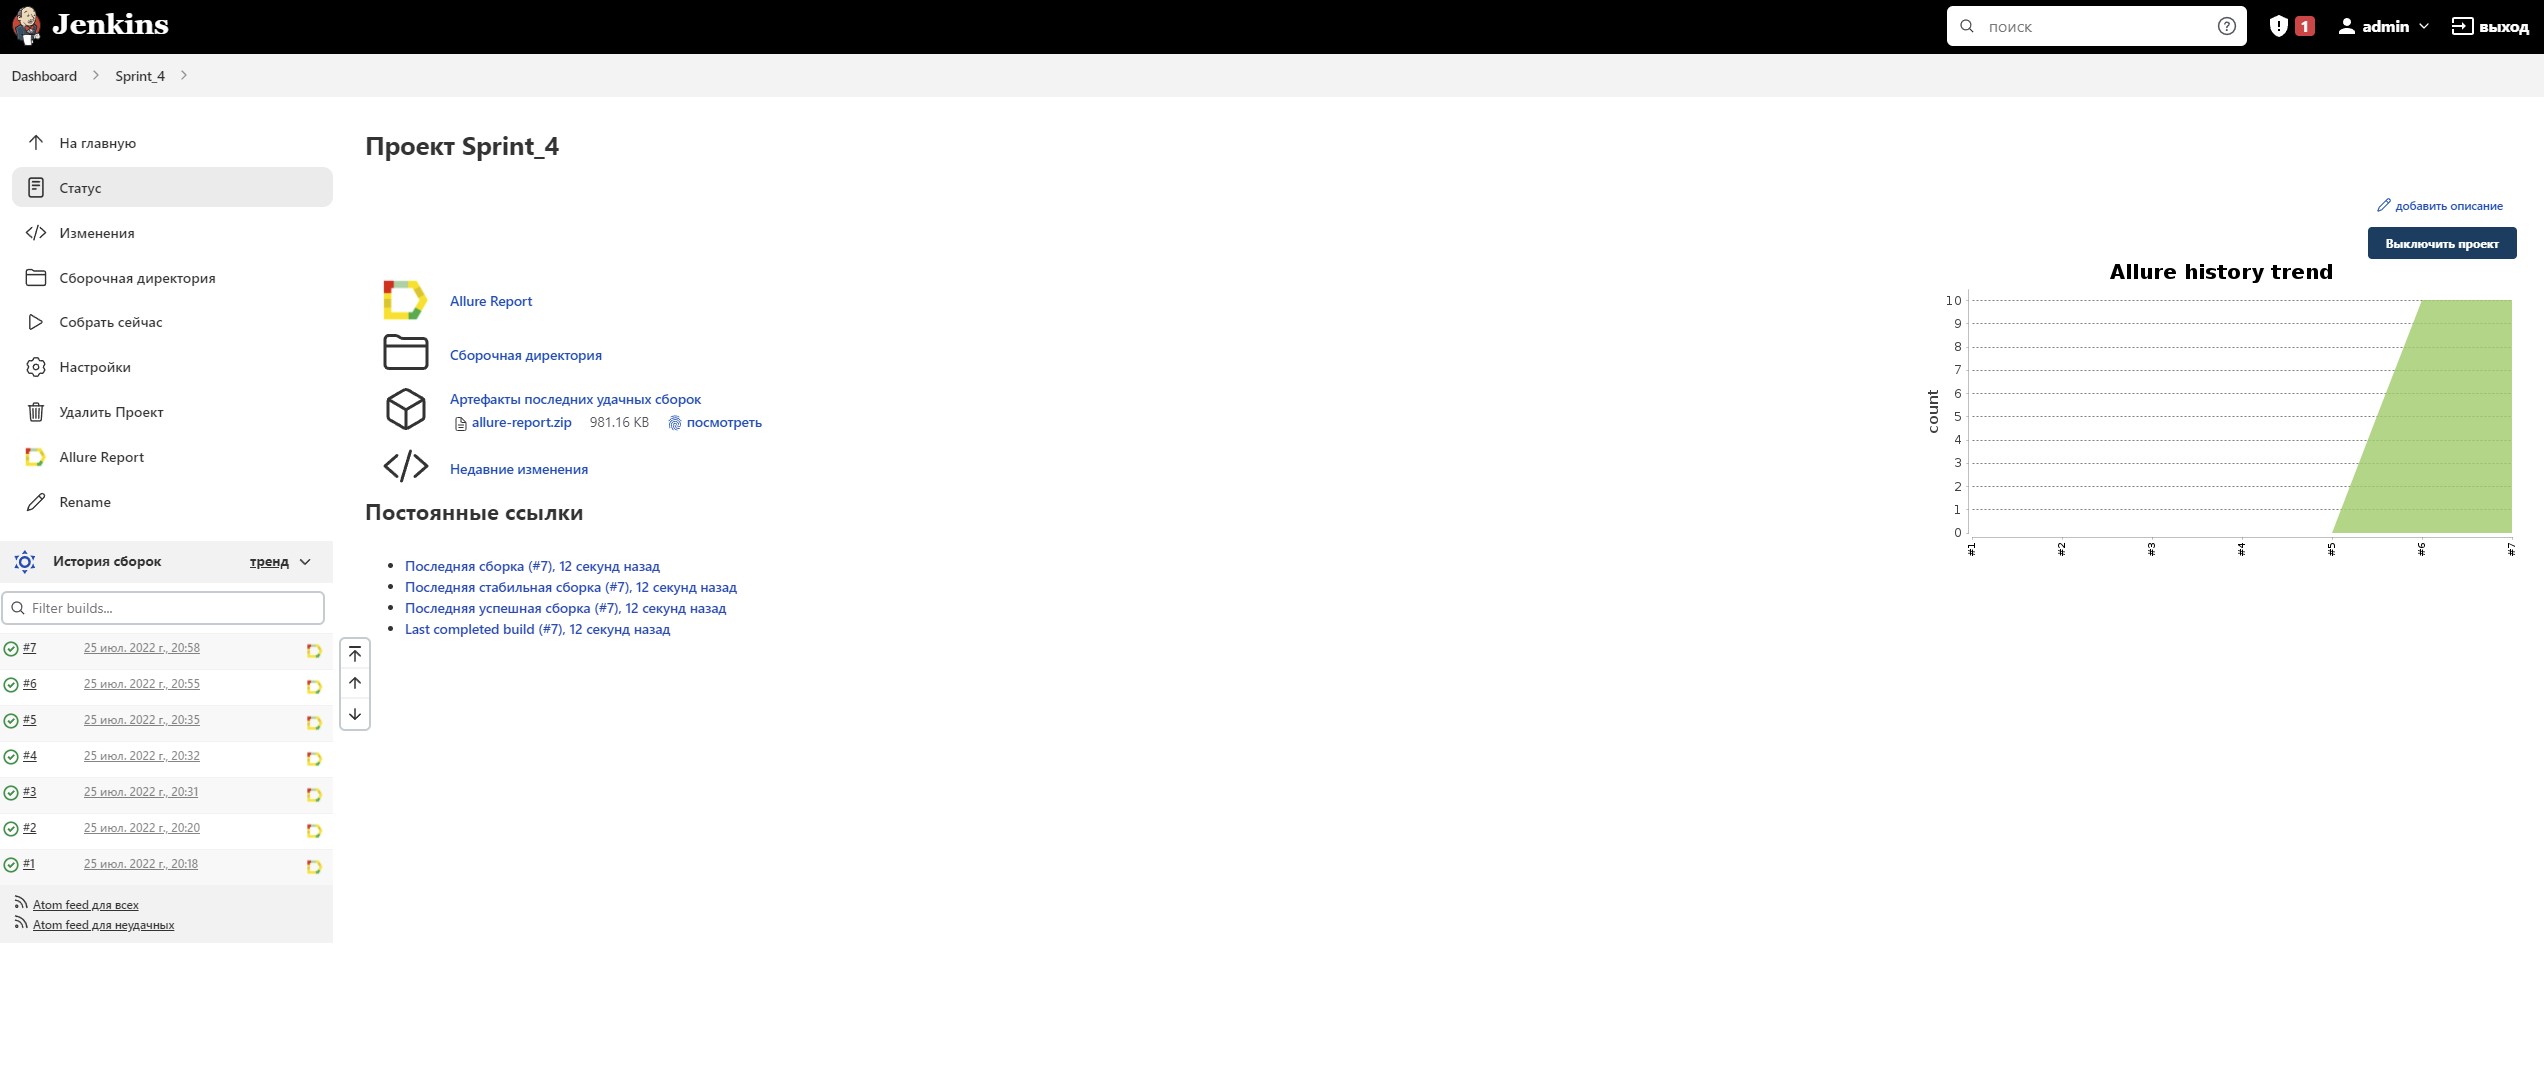 Jenkins
поиск
1
admin
выход
Dashboard
Sprint_4
На главную
Статус
Изменения
Сборочная директория
Собрать сейчас
Настройки
Удалить Проект
Allure Report
Rename
История сборок
тренд
Filter builds...
#7 25 июл. 2022 г., 20:58
#6 25 июл. 2022 г., 20:55
#5 25 июл. 2022 г., 20:35
#4 25 июл. 2022 г., 20:32
#3 25 июл. 2022 г., 20:31
#2 25 июл. 2022 г., 20:20
#1 25 июл. 2022 г., 20:18
Atom feed для всех
Atom feed для неудачных
Проект Sprint_4
добавить описание
Выключить проект
Allure Report
Сборочная директория
Артефакты последних удачных сборок
allure-report.zip 981.16 KB посмотреть
Недавние изменения
Постоянные ссылки
Последняя сборка (#7), 12 секунд назад
Последняя стабильная сборка (#7), 12 секунд назад
Последняя успешная сборка (#7), 12 секунд назад
Last completed build (#7), 12 секунд назад
Allure history trend
count
10
9
8
7
6
5
4
3
2
1
0
#1 #2 #3 #4 #5 #6 #7